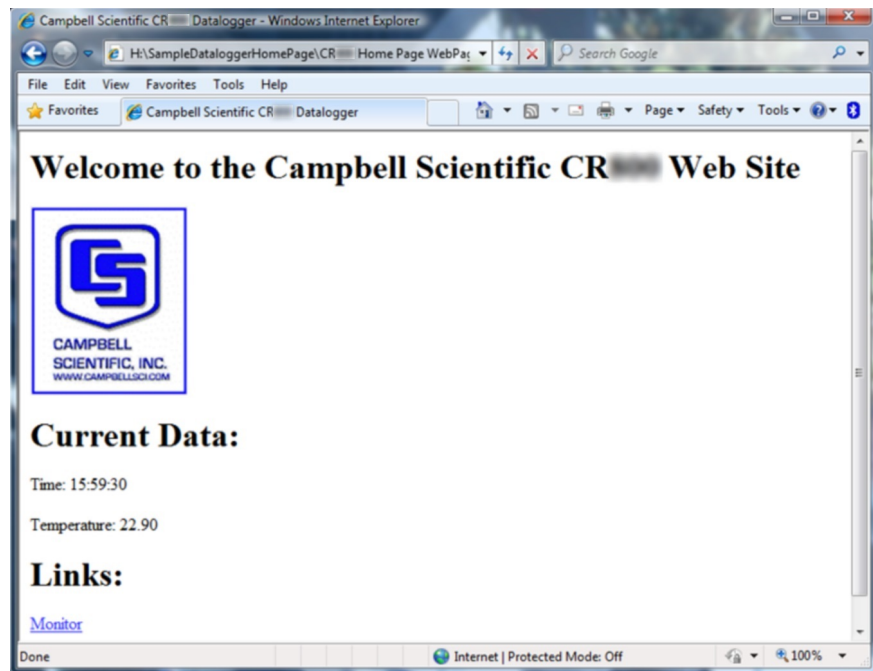 Campbell Scientific CR Datalogger - Windows Internet Explorer
H:\SampleDataloggerHomePage\CR Home Page WebPag
Search Google
File Edit View Favorites Tools Help
Favorites Campbell Scientific CR Datalogger Page Safety Tools
Welcome to the Campbell Scientific CR Web Site
CAMPBELL
SCIENTIFIC, INC.
WWW.CAMPBELLSCI.COM
Current Data:
Time: 15:59:30
Temperature: 22.90
Links:
Monitor
Done Internet | Protected Mode: Off 100%